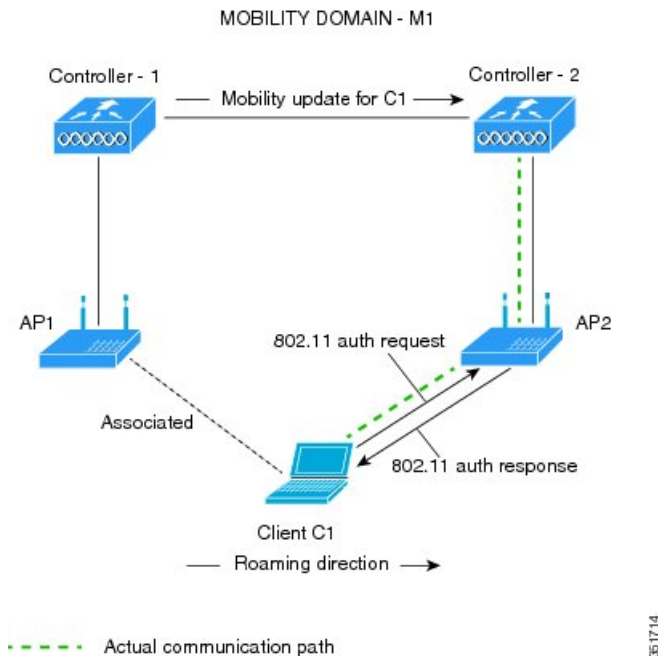 MOBILITY DOMAIN - M1
Controller - 1
Controller - 2
Mobility update for C1
AP1
AP2
802.11 auth request
Associated
802.11 auth response
Client C1
Roaming direction
Actual communication path
351714